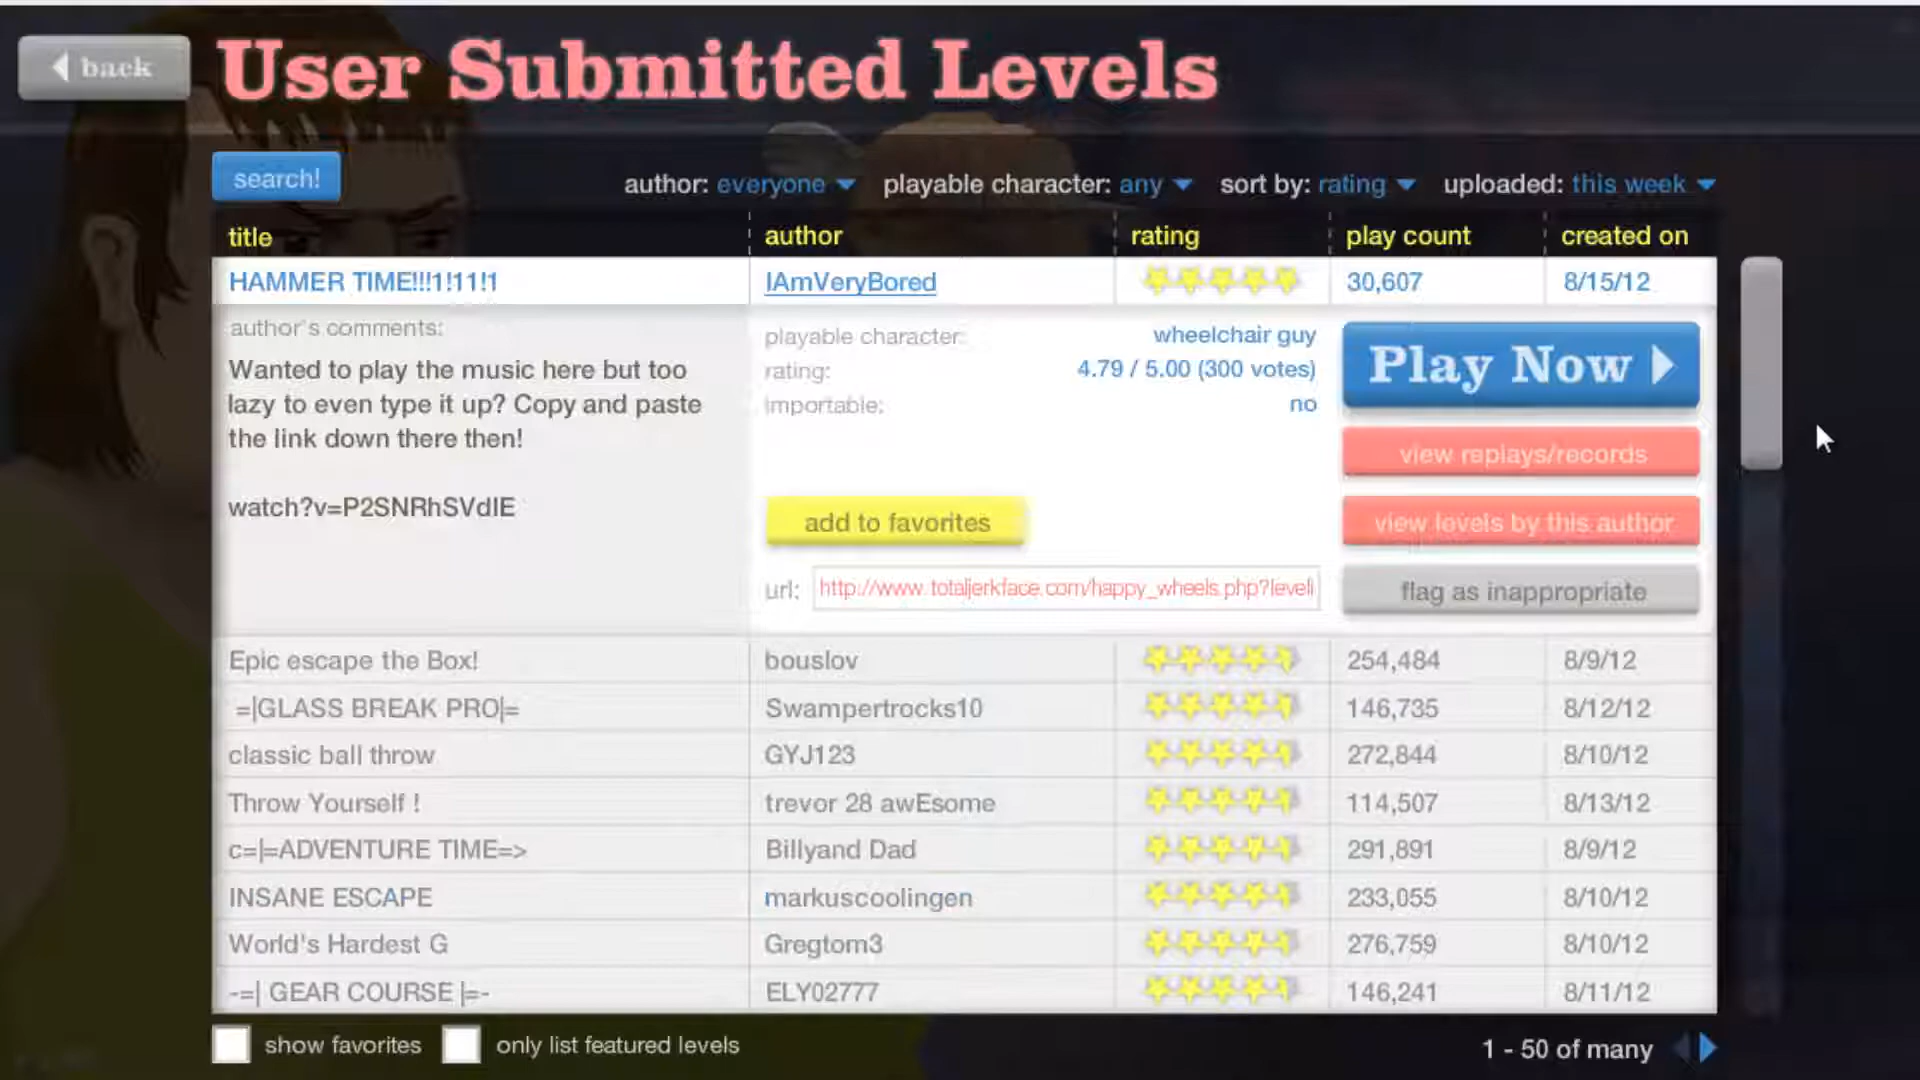 back
User Submitted Levels
search!
author: everyone playable character: any sort by: rating uploaded: this week
title author rating play count created on
HAMMER TIME!!!1!11!1 IAmVeryBored 30,607 8/15/12
author's comments:
Wanted to play the music here but too
lazy to even type it up? Copy and paste
the link down there then!
watch?v=P2SNRhSVdIE
playable character: wheelchair guy
rating: 4.79 / 5.00 (300 votes)
importable: no
add to favorites
url: http://www.totaljerkface.com/happy_wheels.php?leveli
Play Now
view replays/records
view levels by this author
flag as inappropriate
Epic escape the Box! bouslov 254,484 8/9/12
=|GLASS BREAK PRO|= Swampertrocks10 146,735 8/12/12
classic ball throw GYJ123 272,844 8/10/12
Throw Yourself ! trevor 28 awEsome 114,507 8/13/12
c=|=ADVENTURE TIME=> Billyand Dad 291,891 8/9/12
INSANE ESCAPE markuscoolingen 233,055 8/10/12
World's Hardest G Gregtom3 276,759 8/10/12
-=| GEAR COURSE |=- ELY02777 146,241 8/11/12
show favorites only list featured levels
1 - 50 of many